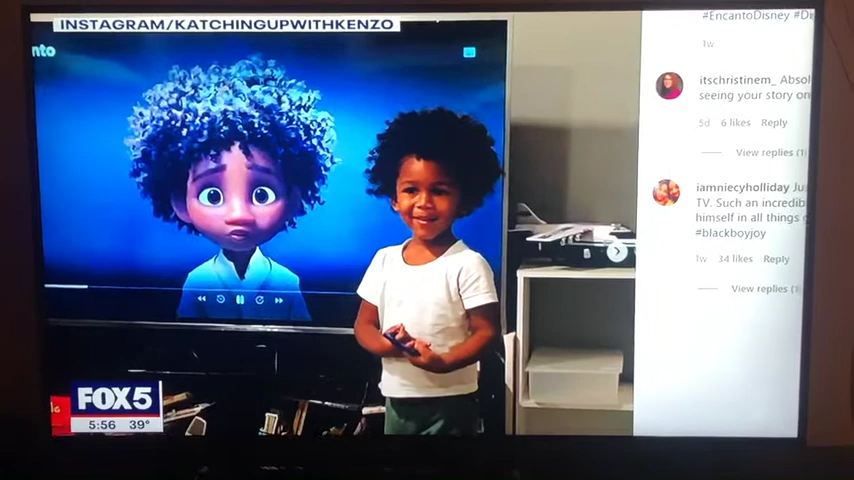 INSTAGRAM/KATCHINGUPWITHKENZO
nto
#EncantoDisney
1w
itschristinem_ Absol
seeing your story on
5d 6 likes Reply
View replies (1)
iamniecyholliday
TV. Such an incredib
himself in all things
#blackboyjoy
1w 34 likes Reply
View replies (1
FOX5
5:56 39°